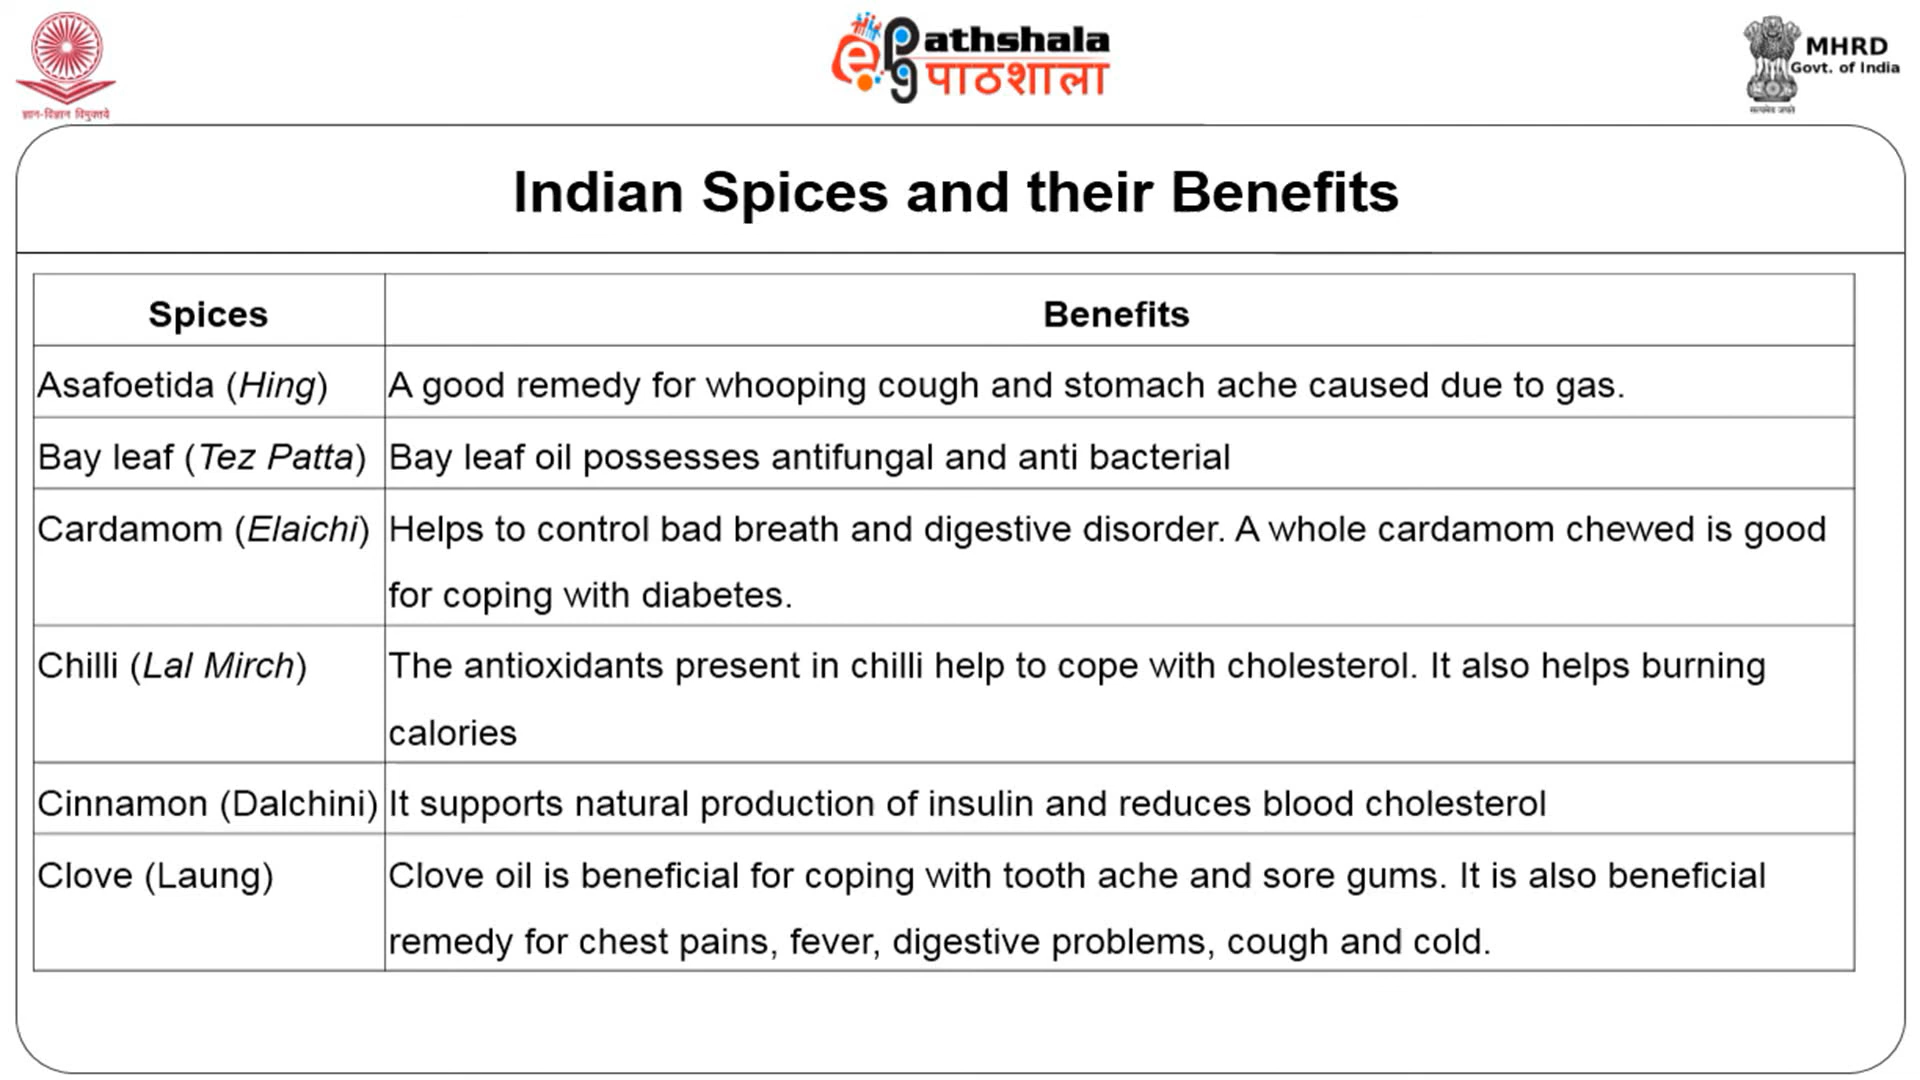 ज्ञान-विज्ञान विमुक्तये
ePG Pathshala
पाठशाला
MHRD
Govt. of India
सत्यमेव जयते
Indian Spices and their Benefits
Spices Benefits
Asafoetida (Hing) A good remedy for whooping cough and stomach ache caused due to gas.
Bay leaf (Tez Patta) Bay leaf oil possesses antifungal and anti bacterial
Cardamom (Elaichi) Helps to control bad breath and digestive disorder. A whole cardamom chewed is good
for coping with diabetes.
Chilli (Lal Mirch) The antioxidants present in chilli help to cope with cholesterol. It also helps burning
calories
Cinnamon (Dalchini) It supports natural production of insulin and reduces blood cholesterol
Clove (Laung) Clove oil is beneficial for coping with tooth ache and sore gums. It is also beneficial
remedy for chest pains, fever, digestive problems, cough and cold.